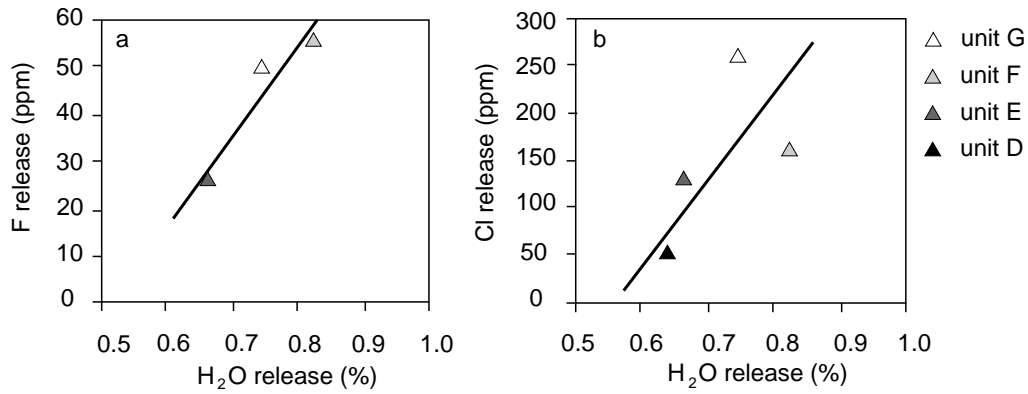 a
F release (ppm)
60
50
40
30
20
10
0
0.5 0.6 0.7 0.8 0.9 1.0
H₂O release (%)
b
Cl release (ppm)
300
250
200
150
100
50
0
0.5 0.6 0.7 0.8 0.9 1.0
H₂O release (%)
unit G
unit F
unit E
unit D